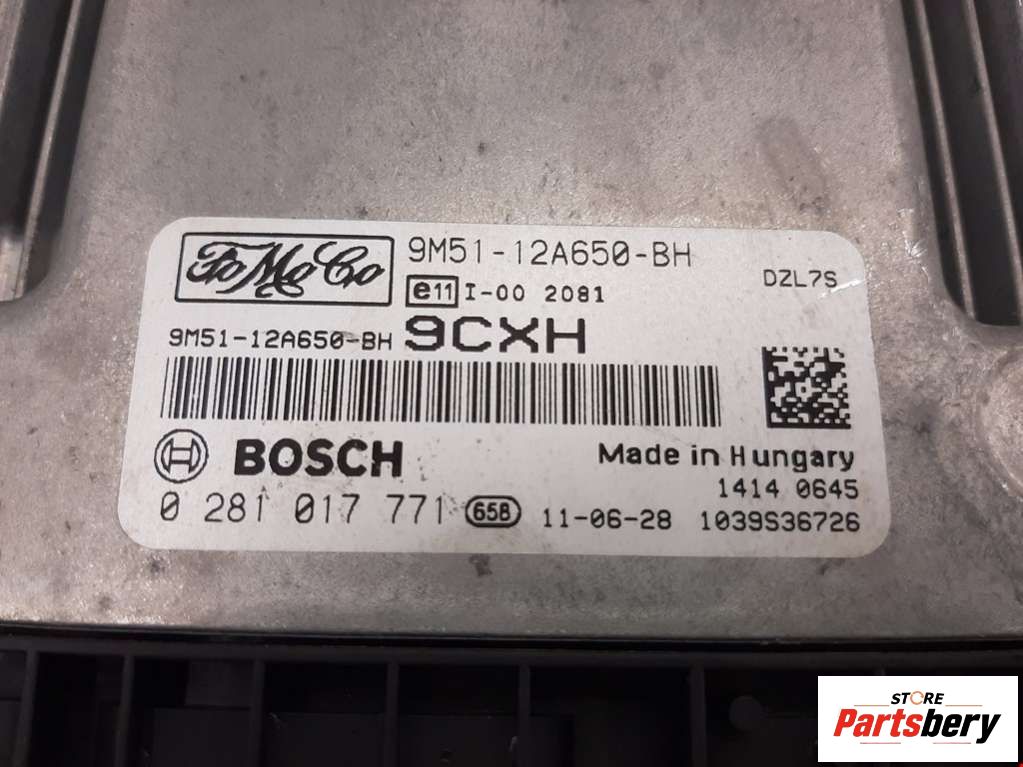 FoMoCo
9M51-12A650-BH
DZL7S
e11 I-00 2081
9M51-12A650-BH 9CXH
BOSCH
Made in Hungary
1414 0645
0 281 017 771 658 11-06-28 1039S36726
STORE
Partsbery